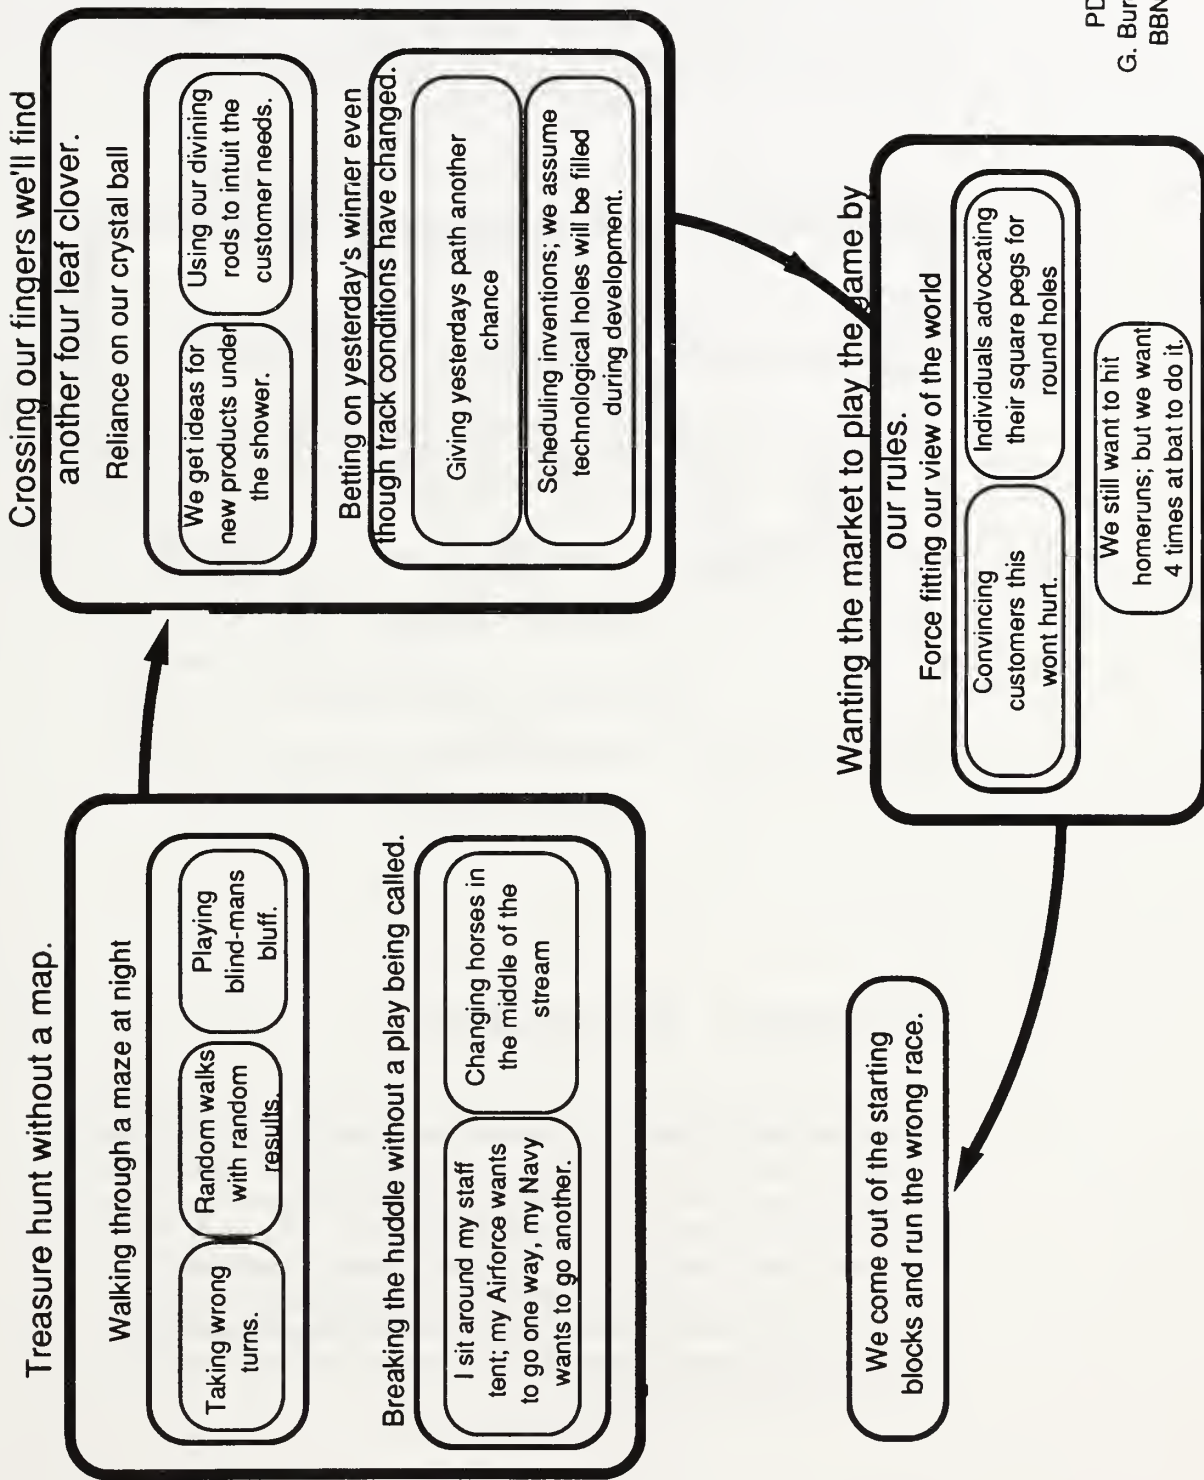 Treasure hunt without a map.
Walking through a maze at night
Taking wrong
turns.
Random walks
with random
results.
Playing
blind-mans
bluff.
Breaking the huddle without a play being called.
I sit around my staff
tent; my Airforce wants
to go one way, my Navy
wants to go another.
Changing horses in
the middle of the
stream
Crossing our fingers we'll find
another four leaf clover.
Reliance on our crystal ball
We get ideas for
new products under
the shower.
Using our divining
rods to intuit the
customer needs.
Betting on yesterday's winner even
though track conditions have changed.
Giving yesterdays path another
chance
Scheduling inventions; we assume
technological holes will be filled
during development.
We come out of the starting
blocks and run the wrong race.
Wanting the market to play the game by
our rules.
Force fitting our view of the world
Convincing
customers this
wont hurt.
Individuals advocating
their square pegs for
round holes
We still want to hit
homeruns; but we want
4 times at bat to do it.
G.
BBN